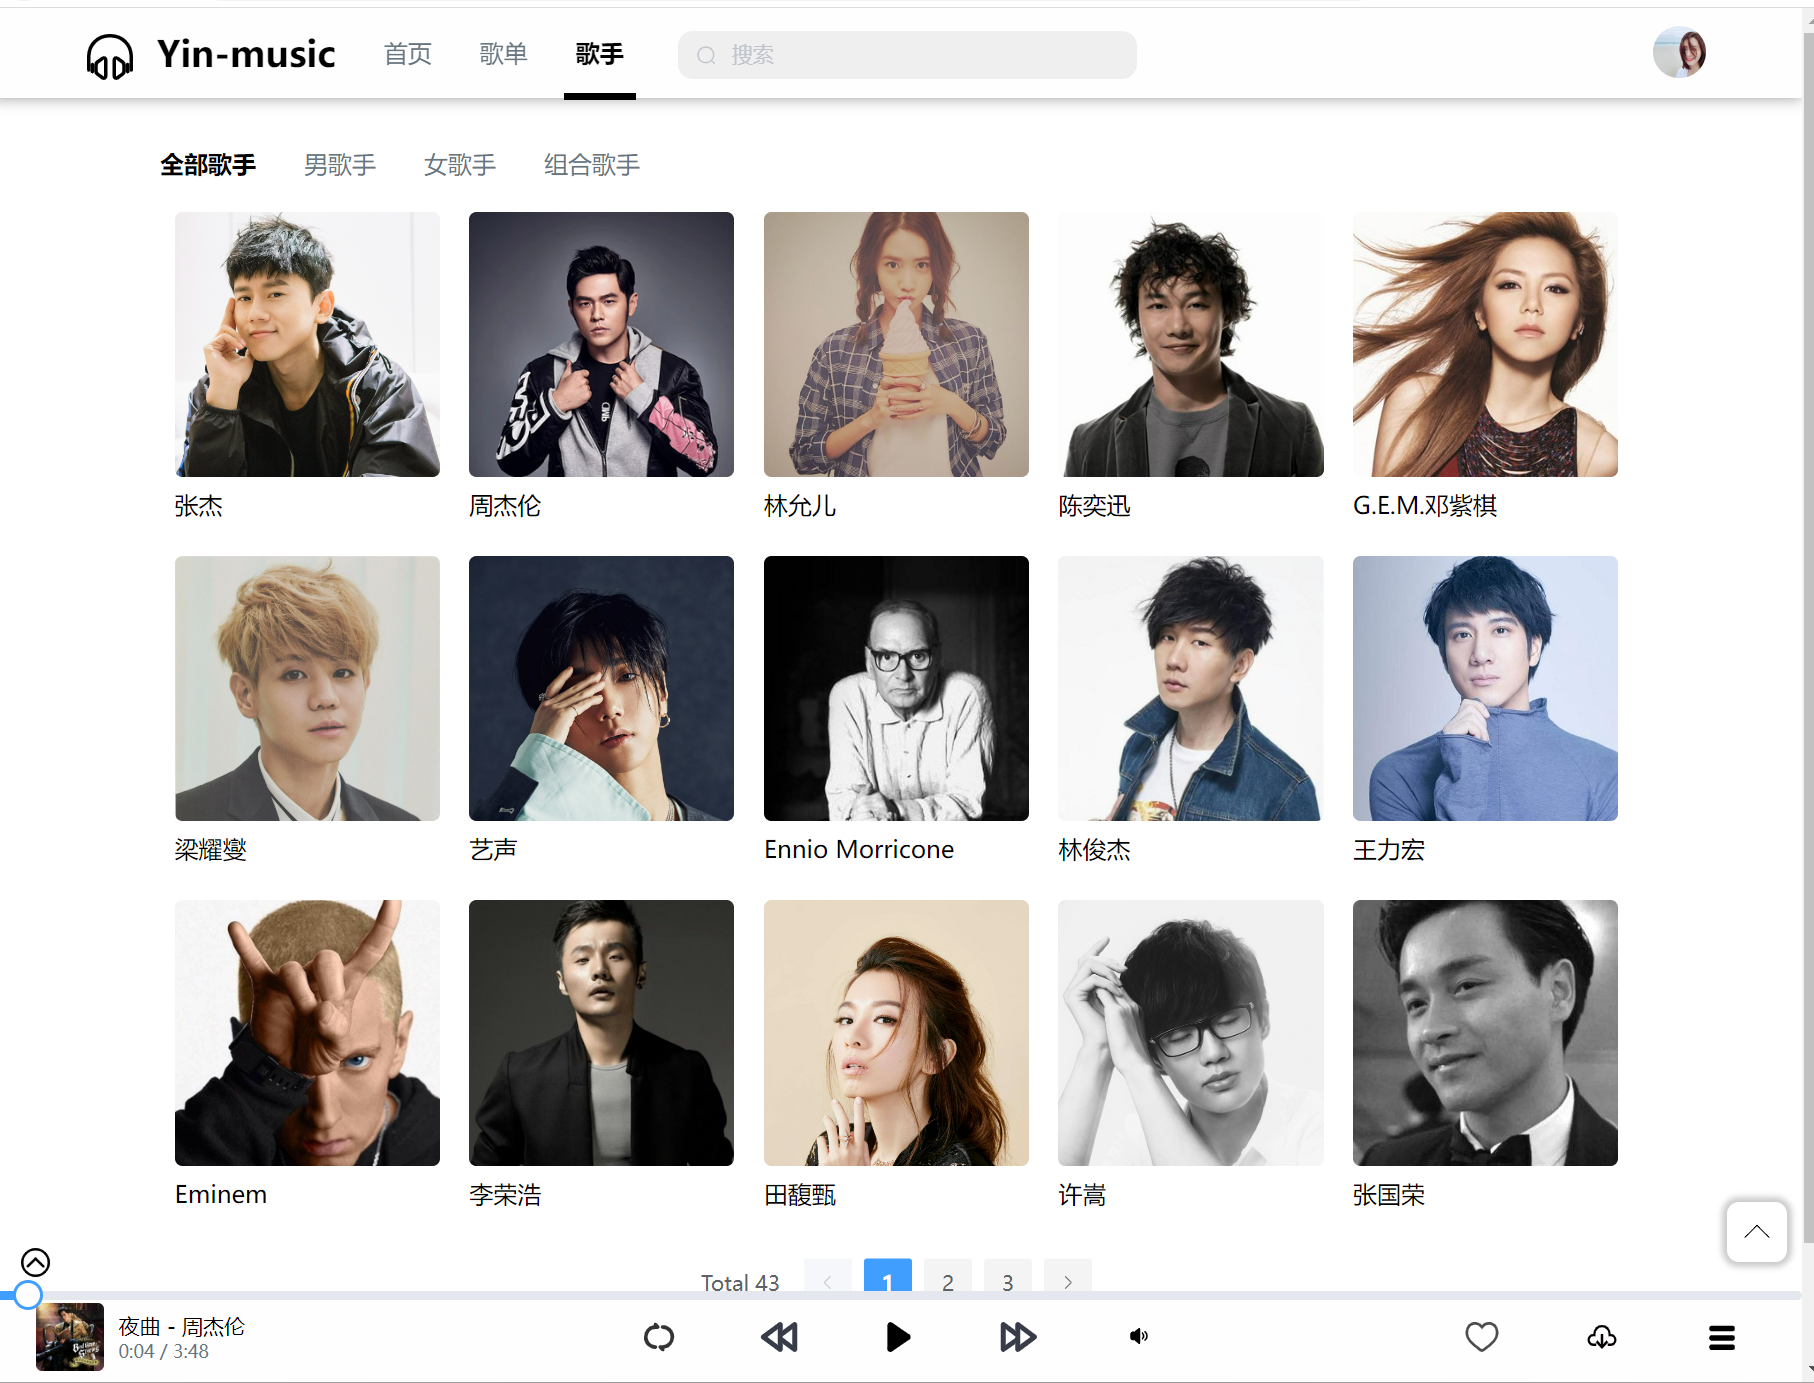 Yin-music 首页 歌单 歌手 搜索
全部歌手 男歌手 女歌手 组合歌手
张杰 周杰伦 林允儿 陈奕迅 G.E.M.邓紫棋
梁耀燮 艺声 Ennio Morricone 林俊杰 王力宏
Eminem 李荣浩 田馥甄 许嵩 张国荣
Total 43 1 2 3
夜曲 - 周杰伦
0:04 / 3:48